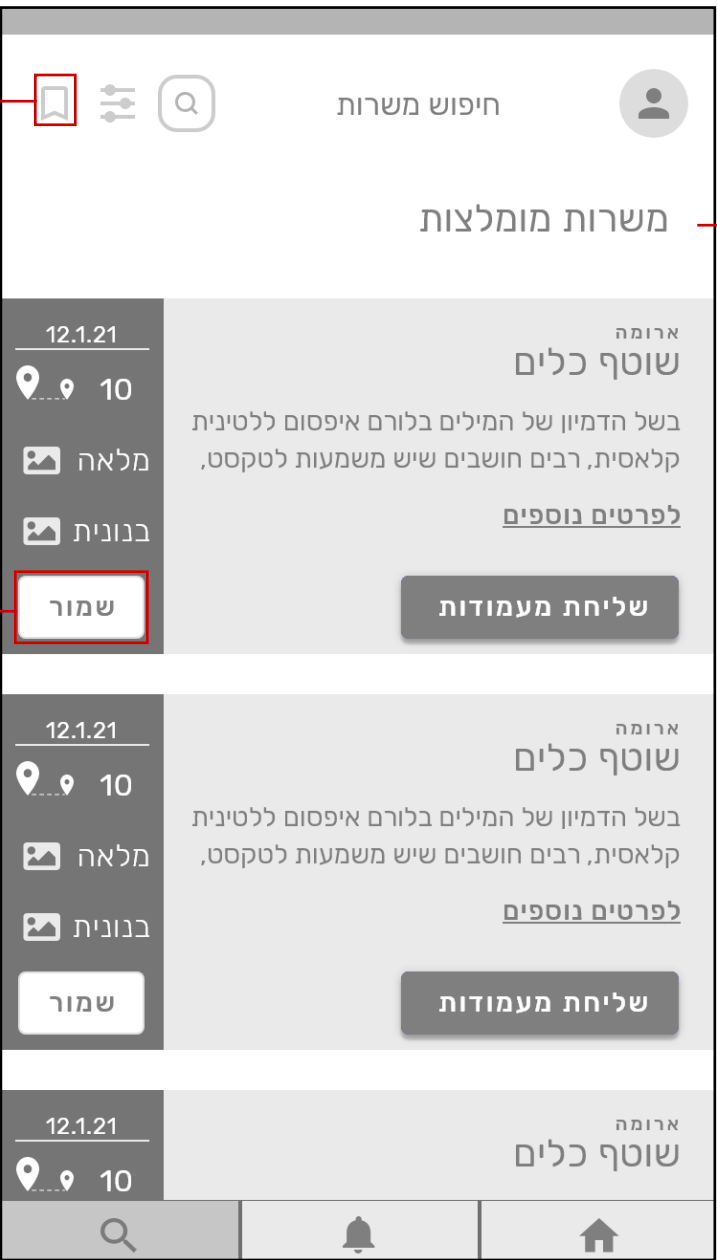 חיפוש משרות
משרות מומלצות
ארומה
שוטף כלים
בשל הדמיון של המילים בלורם איפסום ללטינית
קלאסית, רבים חושבים שיש משמעות לטקסט,
לפרטים נוספים
שליחת מעמודות
12.1.21
10
מלאה
בנונית
שמור
ארומה
שוטף כלים
בשל הדמיון של המילים בלורם איפסום ללטינית
קלאסית, רבים חושבים שיש משמעות לטקסט,
לפרטים נוספים
שליחת מעמודות
12.1.21
10
מלאה
בנונית
שמור
ארומה
שוטף כלים
12.1.21
10